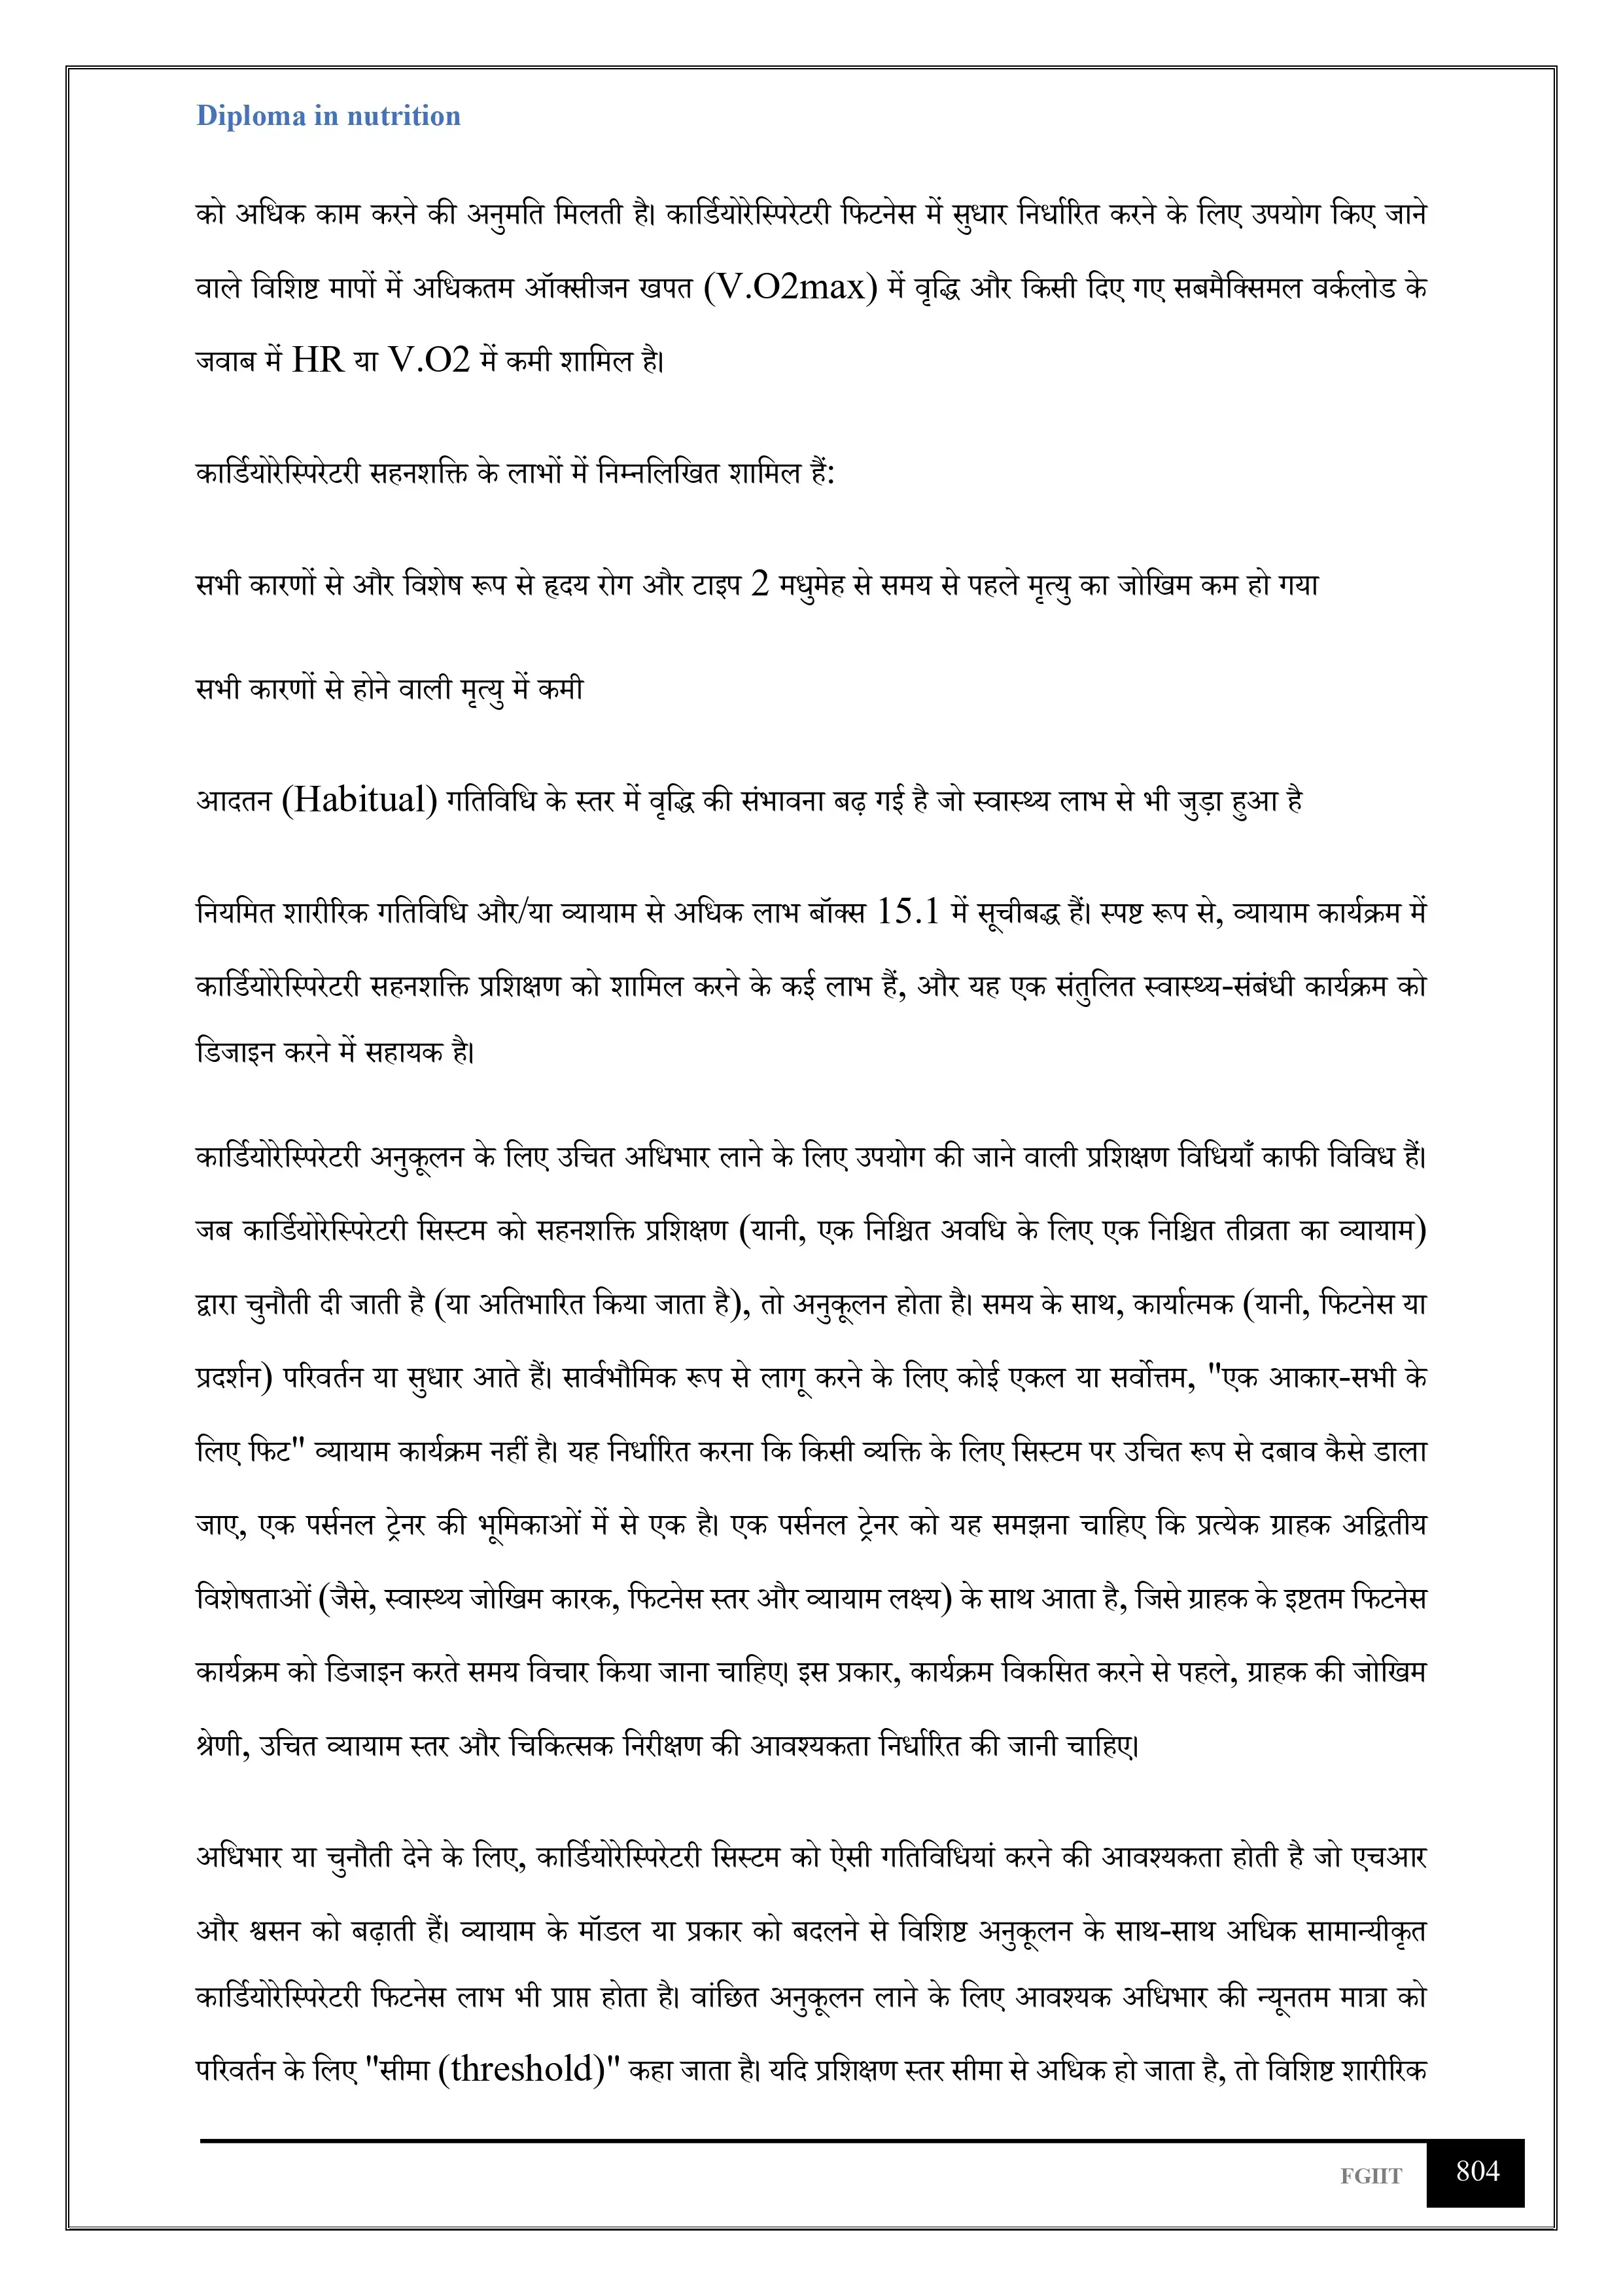 Diploma in nutrition
को अधिक काम करने की अनुमति मिलती है। कार्डियोरेस्पिरेटरी फिटनेस में सुधार निर्धारित करने के लिए उपयोग किए जाने
वाले विशिष्ट मापों में अधिकतम ऑक्सीजन खपत (V.O2max) में वृद्धि और किसी दिए गए सबमैक्सिमल वर्कलोड के
जवाब में HR या V.O2 में कमी शामिल है।
कार्डियोरेस्पिरेटरी सहनशक्ति के लाभों में निम्नलिखित शामिल हैं:
सभी कारणों से और विशेष रूप से हृदय रोग और टाइप 2 मधुमेह से समय से पहले मृत्यु का जोखिम कम हो गया
सभी कारणों से होने वाली मृत्यु में कमी
आदतन (Habitual) गतिविधि के स्तर में वृद्धि की संभावना बढ़ गई है जो स्वास्थ्य लाभ से भी जुड़ा हुआ है
नियमित शारीरिक गतिविधि और/या व्यायाम से अधिक लाभ बॉक्स 15.1 में सूचीबद्ध हैं। स्पष्ट रूप से, व्यायाम कार्यक्रम में
कार्डियोरेस्पिरेटरी सहनशक्ति प्रशिक्षण को शामिल करने के कई लाभ हैं, और यह एक संतुलित स्वास्थ्य-संबंधी कार्यक्रम को
डिजाइन करने में सहायक है।
कार्डियोरेस्पिरेटरी अनुकूलन के लिए उचित अधिभार लाने के लिए उपयोग की जाने वाली प्रशिक्षण विधियाँ काफी विविध हैं।
जब कार्डियोरेस्पिरेटरी सिस्टम को सहनशक्ति प्रशिक्षण (यानी, एक निश्चित अवधि के लिए एक निश्चित तीव्रता का व्यायाम)
द्वारा चुनौती दी जाती है (या अतिभारित किया जाता है), तो अनुकूलन होता है। समय के साथ, कार्यात्मक (यानी, फिटनेस या
प्रदर्शन) परिवर्तन या सुधार आते हैं। सार्वभौमिक रूप से लागू करने के लिए कोई एकल या सर्वोत्तम, "एक आकार-सभी के
लिए फिट" व्यायाम कार्यक्रम नहीं है। यह निर्धारित करना कि किसी व्यक्ति के लिए सिस्टम पर उचित रूप से दबाव कैसे डाला
जाए, एक पर्सनल ट्रेनर की भूमिकाओं में से एक है। एक पर्सनल ट्रेनर को यह समझना चाहिए कि प्रत्येक ग्राहक अद्वितीय
विशेषताओं (जैसे, स्वास्थ्य जोखिम कारक, फिटनेस स्तर और व्यायाम लक्ष्य) के साथ आता है, जिसे ग्राहक के इष्टतम फिटनेस
कार्यक्रम को डिजाइन करते समय विचार किया जाना चाहिए। इस प्रकार, कार्यक्रम विकसित करने से पहले, ग्राहक की जोखिम
श्रेणी, उचित व्यायाम स्तर और चिकित्सक निरीक्षण की आवश्यकता निर्धारित की जानी चाहिए।
अधिभार या चुनौती देने के लिए, कार्डियोरेस्पिरेटरी सिस्टम को ऐसी गतिविधियां करने की आवश्यकता होती है जो एचआर
और श्वसन को बढ़ाती हैं। व्यायाम के मॉडल या प्रकार को बदलने से विशिष्ट अनुकूलन के साथ-साथ अधिक सामान्यीकृत
कार्डियोरेस्पिरेटरी फिटनेस लाभ भी प्राप्त होता है। वांछित अनुकूलन लाने के लिए आवश्यक अधिभार की न्यूनतम मात्रा को
परिवर्तन के लिए "सीमा (threshold)" कहा जाता है। यदि प्रशिक्षण स्तर सीमा से अधिक हो जाता है, तो विशिष्ट शारीरिक
FGIIT 804